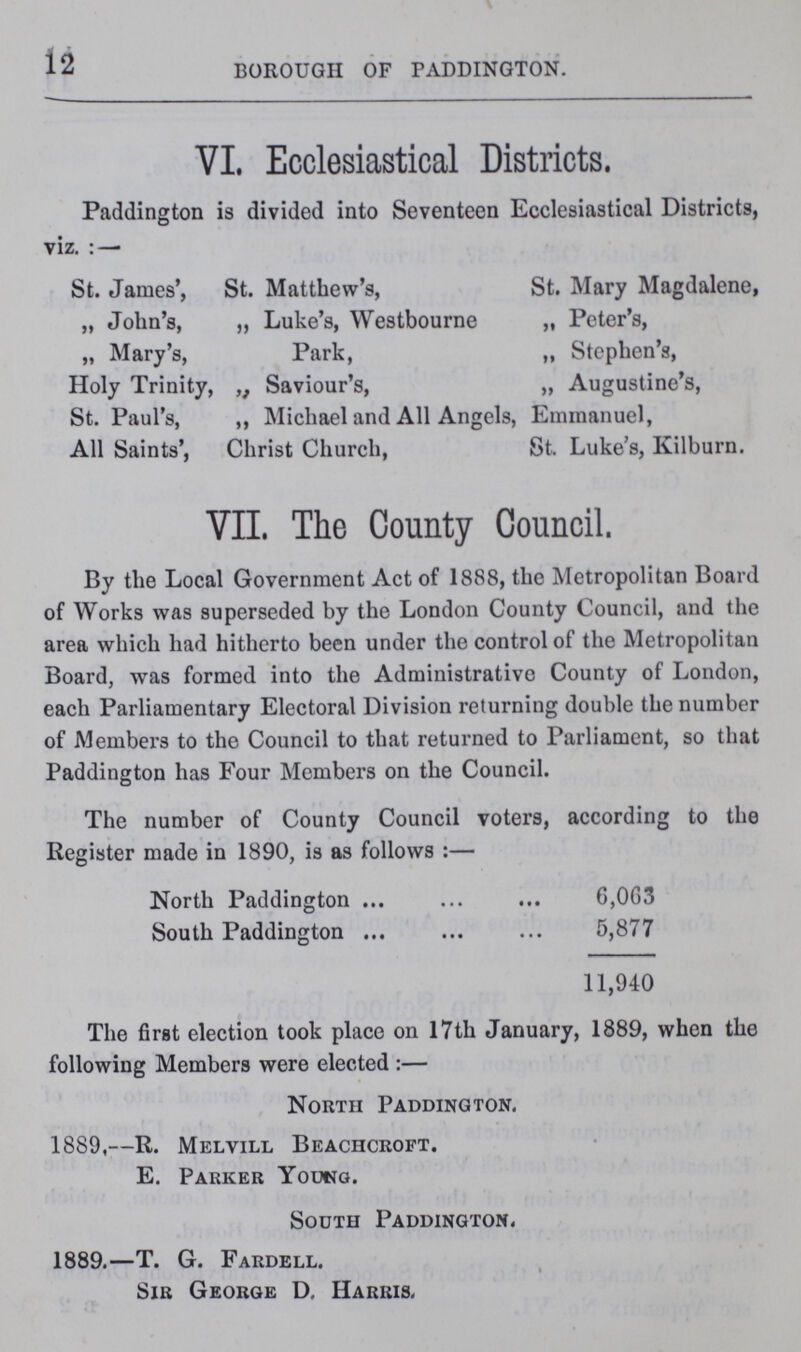 12 BOROUGH OF PADDINGTON.
VI. Ecclesiastical Districts.
Paddington is divided into Seventeen Ecclesiastical Districts,
viz. :—
St. James', St. Matthew's, St. Mary Magdalene,
„ John's, „ Luke's, Westbourne „ Peter's,
„ Mary's, Park, „ Stephen's,
Holy Trinity, „ Saviour's, „ Augustine's,
St. Paul's, „ Michael and All Angels, Emmanuel,
All Saints', Christ Church, St. Luke's, Kilburn.
VII. The County Council.
By the Local Government Act of 1888, the Metropolitan Board
of Works was superseded by the London County Council, and the
area which had hitherto been under the control of the Metropolitan
Board, was formed into the Administrative County of London,
each Parliamentary Electoral Division returning double the number
of Members to the Council to that returned to Parliament, so that
Paddington has Four Members on the Council.
The number of County Council voters, according to the
Register made in 1890, is as follows :—
North Paddington ... ... ... 6,063
South Paddington ... ... ... 5,877
11,940
The first election took place on 17th January, 1889, when the
following Members were elected :—
NORTH PADDINGTON.
1889,--R. MELVILL BEACHCROFT.
E. PARKER YOUNG.
SOUTH PADDINGTON.
1889.—T. G. FARDELL.
SIR GEORGE D. HARRIS.